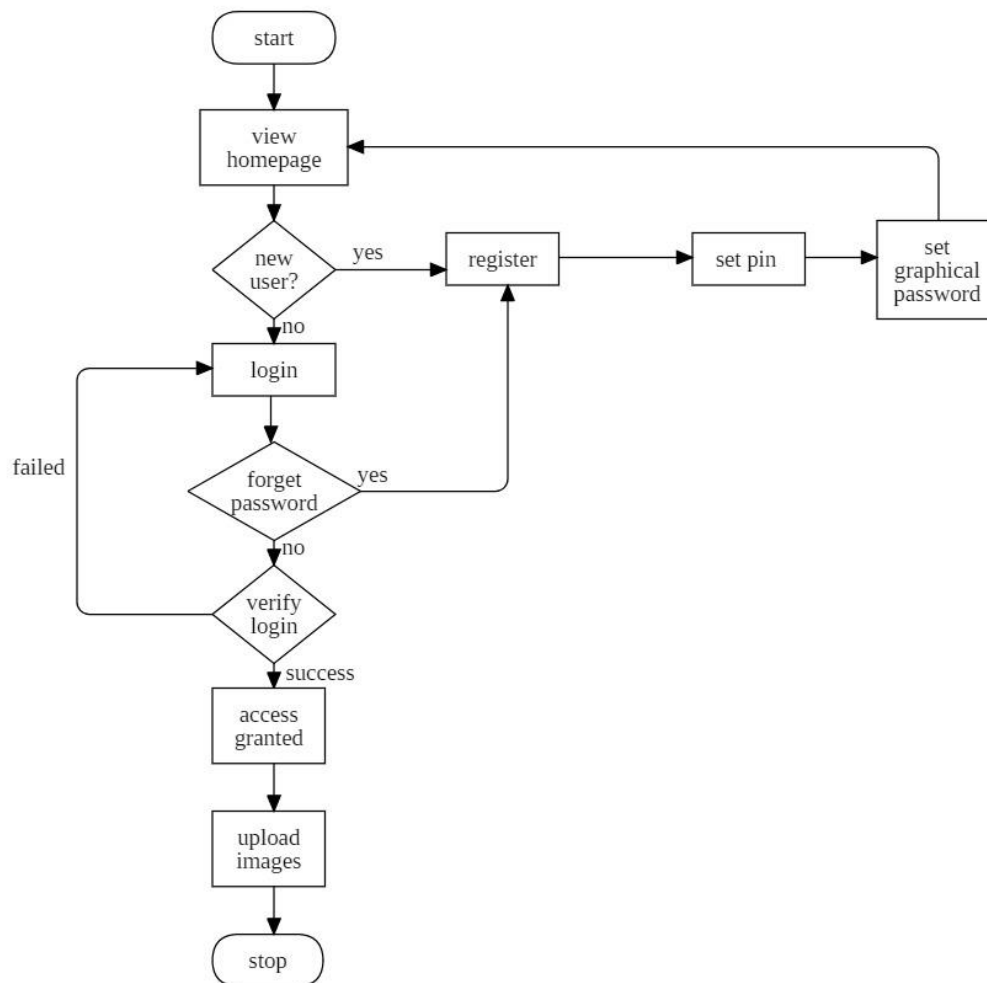 start
view
homepage
new
user?
yes
register
set pin
set
graphical
password
no
login
failed
forget
password
yes
no
verify
login
success
access
granted
upload
images
stop